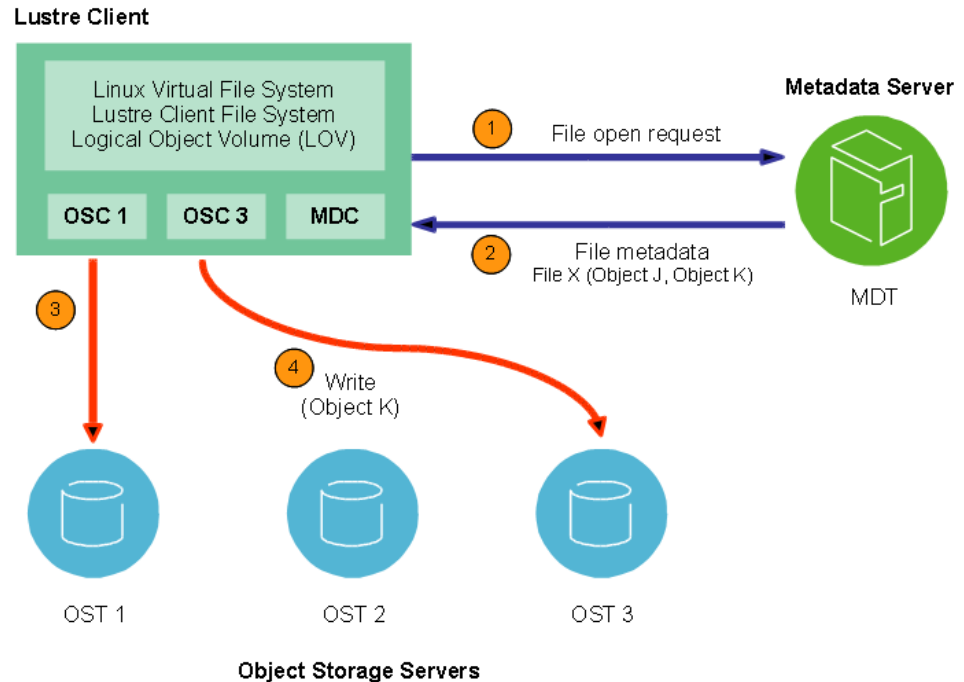 Lustre Client
Linux Virtual File System
Lustre Client File System
Logical Object Volume (LOV)
OSC 1
OSC 3
MDC
1
File open request
Metadata Server
2
File metadata
File X (Object J, Object K)
MDT
3
4
Write
(Object K)
OST 1
OST 2
OST 3
Object Storage Servers